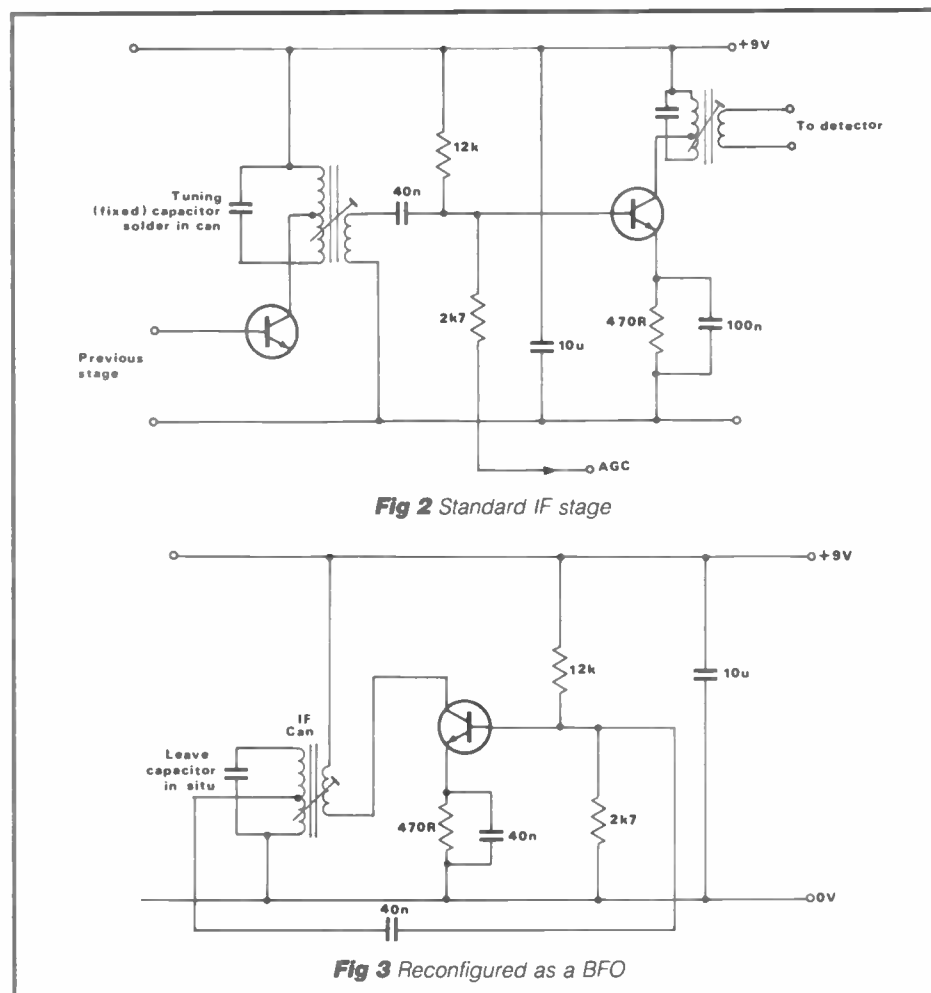 +9V
12k
To detector
40n
Tuning
(fixed) capacitor
solder in can
2k7
10u
470R
100n
Previous
stage
AGC
Fig 2 Standard IF stage
+9V
12k
10u
IF
Can
Leave
capacitor
in situ
470R
40n
2k7
0V
40n
Fig 3 Reconfigured as a BFO